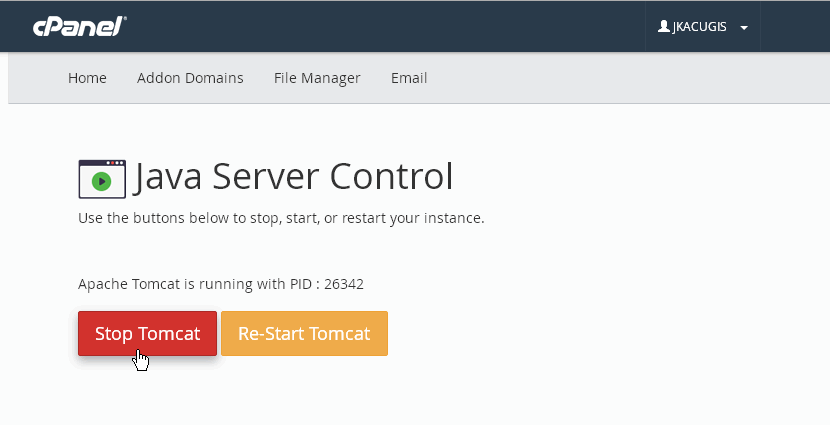 cPanel®
JKACUGIS
Home Addon Domains File Manager Email
Java Server Control
Use the buttons below to stop, start, or restart your instance.
Apache Tomcat is running with PID : 26342
Stop Tomcat Re-Start Tomcat